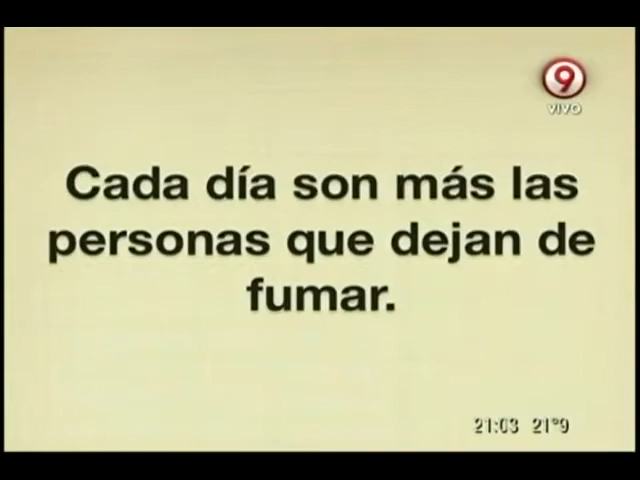 9
VIVO
Cada día son más las
personas que dejan de
fumar.
21:03 21°9